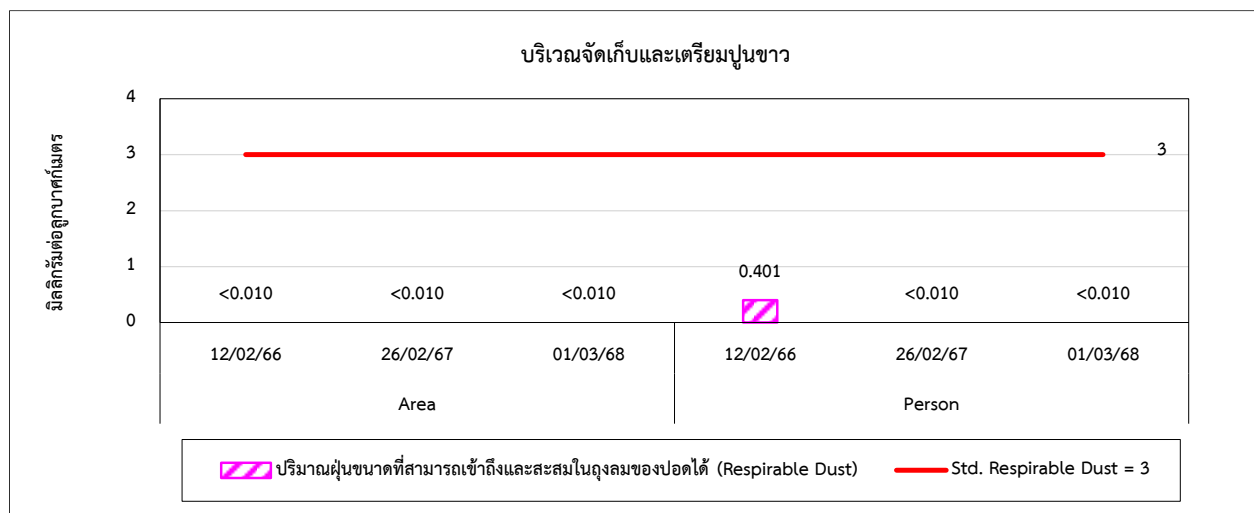 บริเวณจัดเก็บและเตรียมปูนขาว
มิลลิกรัมต่อลูกบาศก์เมตร
4
3
2
1
0
3
<0.010 <0.010 <0.010 0.401 <0.010 <0.010
12/02/66 26/02/67 01/03/68 12/02/66 26/02/67 01/03/68
Area Person
ปริมาณฝุ่นขนาดที่สามารถเข้าถึงและสะสมในถุงลมของปอดได้ (Respirable Dust) Std. Respirable Dust = 3